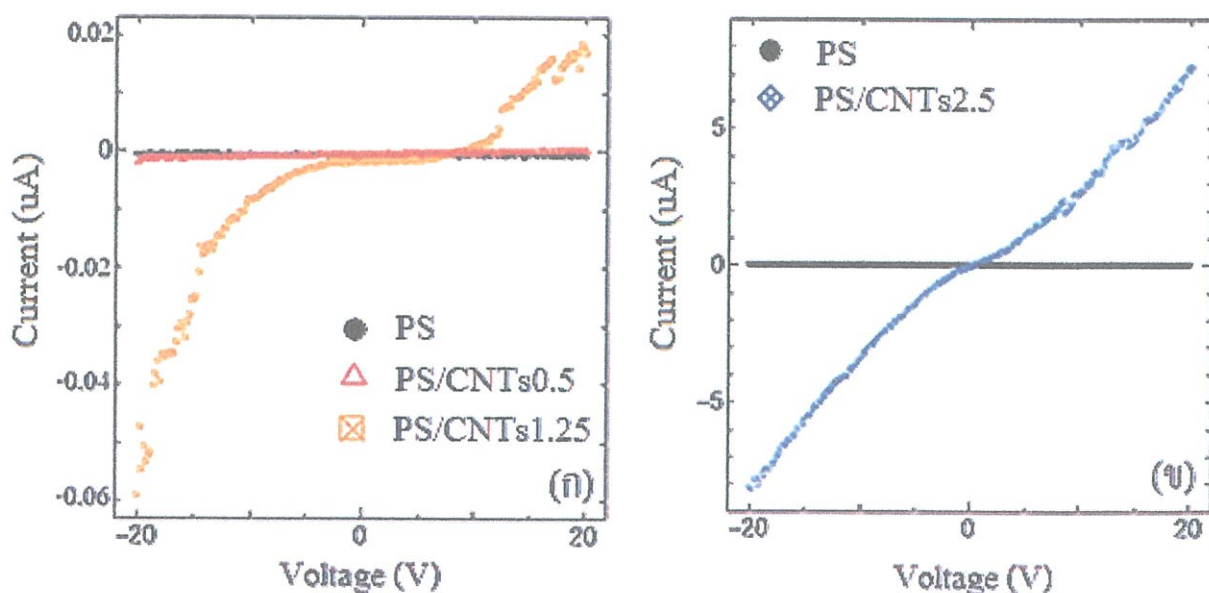 0.02
0
-0.02
-0.04
-0.06
Current (uA)
PS
PS/CNTs0.5
PS/CNTs1.25
(ก)
-20
0
20
Voltage (V)
5
0
-5
Current (uA)
PS
PS/CNTs2.5
(ข)
-20
0
20
Voltage (V)